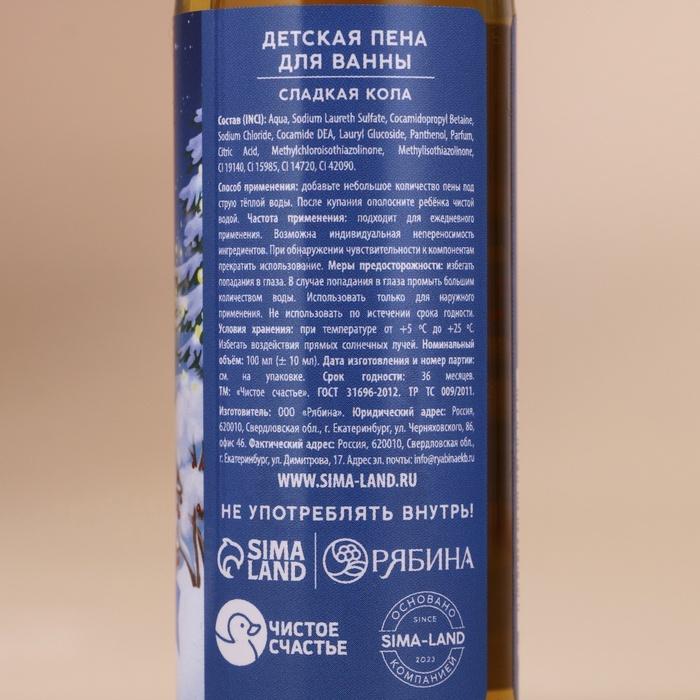 ДЕТСКАЯ ПЕНА
ДЛЯ ВАННЫ
СЛАДКАЯ КОЛА
Состав (INCI): Aqua, Sodium Laureth Sulfate, Cocamidopropyl Betaine,
Sodium Chloride, Cocamide DEA, Lauryl Glucoside, Panthenol, Parfum,
Citric Acid, Methylchloroisothiazolinone, Methylisothiazolinone,
CI 19140, CI 15985, CI 14720, CI 42090.
Способ применения: добавьте небольшое количество пены под
струю тёплой воды. После купания ополосните ребёнка чистой
водой. Частота применения: подходит для ежедневного
применения. Возможна индивидуальная непереносимость
ингредиентов. При обнаружении чувствительности к компонентам
прекратить использование. Меры предосторожности: избегать
попадания в глаза. В случае попадания в глаза промыть большим
количеством воды. Использовать только для наружного
применения. Не использовать по истечении срока годности.
Условия хранения: при температуре от +5 °C до +25 °C.
Избегать воздействия прямых солнечных лучей. Номинальный
объём: 100 мл (± 10 мл). Дата изготовления и номер партии:
см. на упаковке. Срок годности: 36 месяцев.
ТМ: «Чистое счастье». ГОСТ 31696-2012. ТР ТС 009/2011.
Изготовитель: ООО «Рябина». Юридический адрес: Россия,
620010, Свердловская обл., г. Екатеринбург, ул. Черняховского, 86,
офис 46. Фактический адрес: Россия, 620010, Свердловская обл.,
г. Екатеринбург, ул. Димитрова, 17. Адрес эл. почты: info@ryabinaekb.ru
WWW.SIMA-LAND.RU
НЕ УПОТРЕБЛЯТЬ ВНУТРЬ!
SIMA
LAND
РЯБИНА
ЧИСТОЕ
СЧАСТЬЕ
ОСНОВАНО
SINCE
SIMA-LAND
2023
КОМПАНИЕЙ